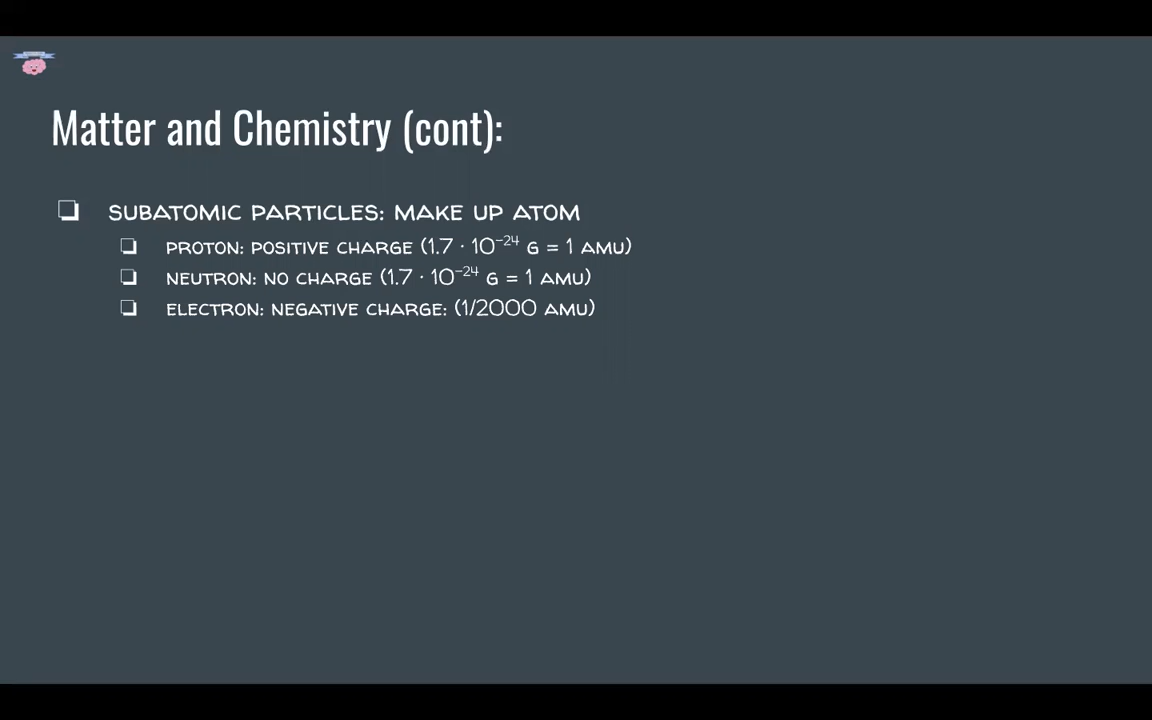 Matter and Chemistry (cont):
❏ SUBATOMIC PARTICLES: MAKE UP ATOM
❏ PROTON: POSITIVE CHARGE (1.7 · 10⁻²⁴ G = 1 AMU)
❏ NEUTRON: NO CHARGE (1.7 · 10⁻²⁴ G = 1 AMU)
❏ ELECTRON: NEGATIVE CHARGE: (1/2000 AMU)